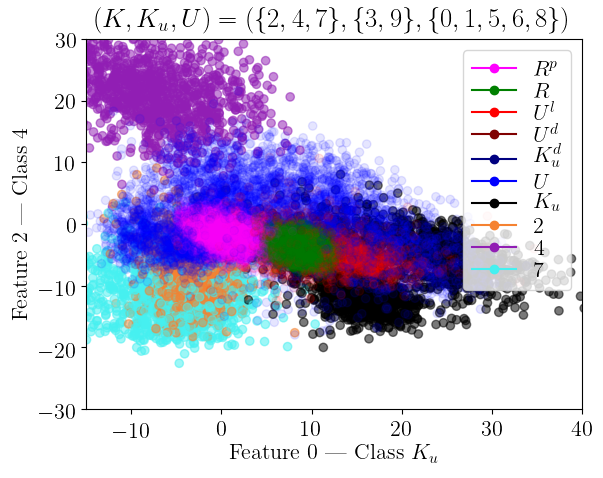 (K, K_u, U) = ({2, 4, 7}, {3, 9}, {0, 1, 5, 6, 8})
30
20
10
0
−10
−20
−30
Feature 2 — Class 4
R^p
R
U^l
U^d
K_u^d
U
K_u
2
4
7
−10
0
10
20
30
40
Feature 0 — Class K_u